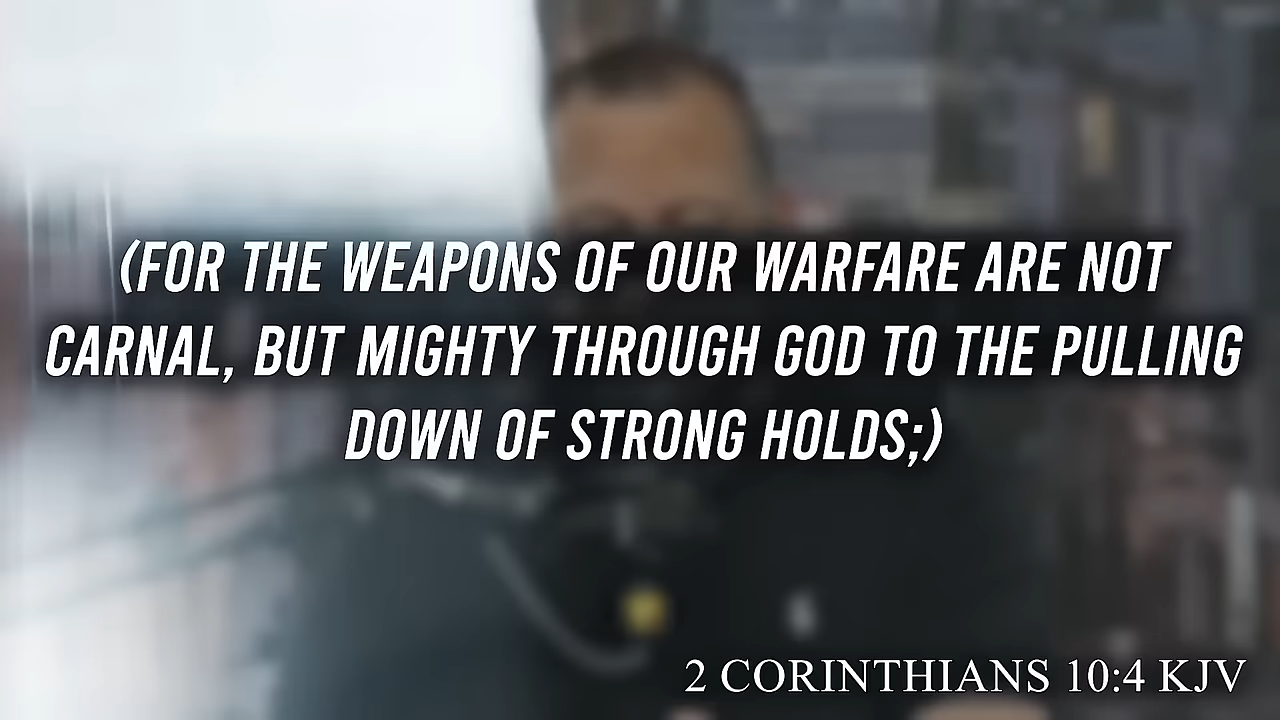 (FOR THE WEAPONS OF OUR WARFARE ARE NOT
CARNAL, BUT MIGHTY THROUGH GOD TO THE PULLING
DOWN OF STRONG HOLDS;)
2 CORINTHIANS 10:4 KJV